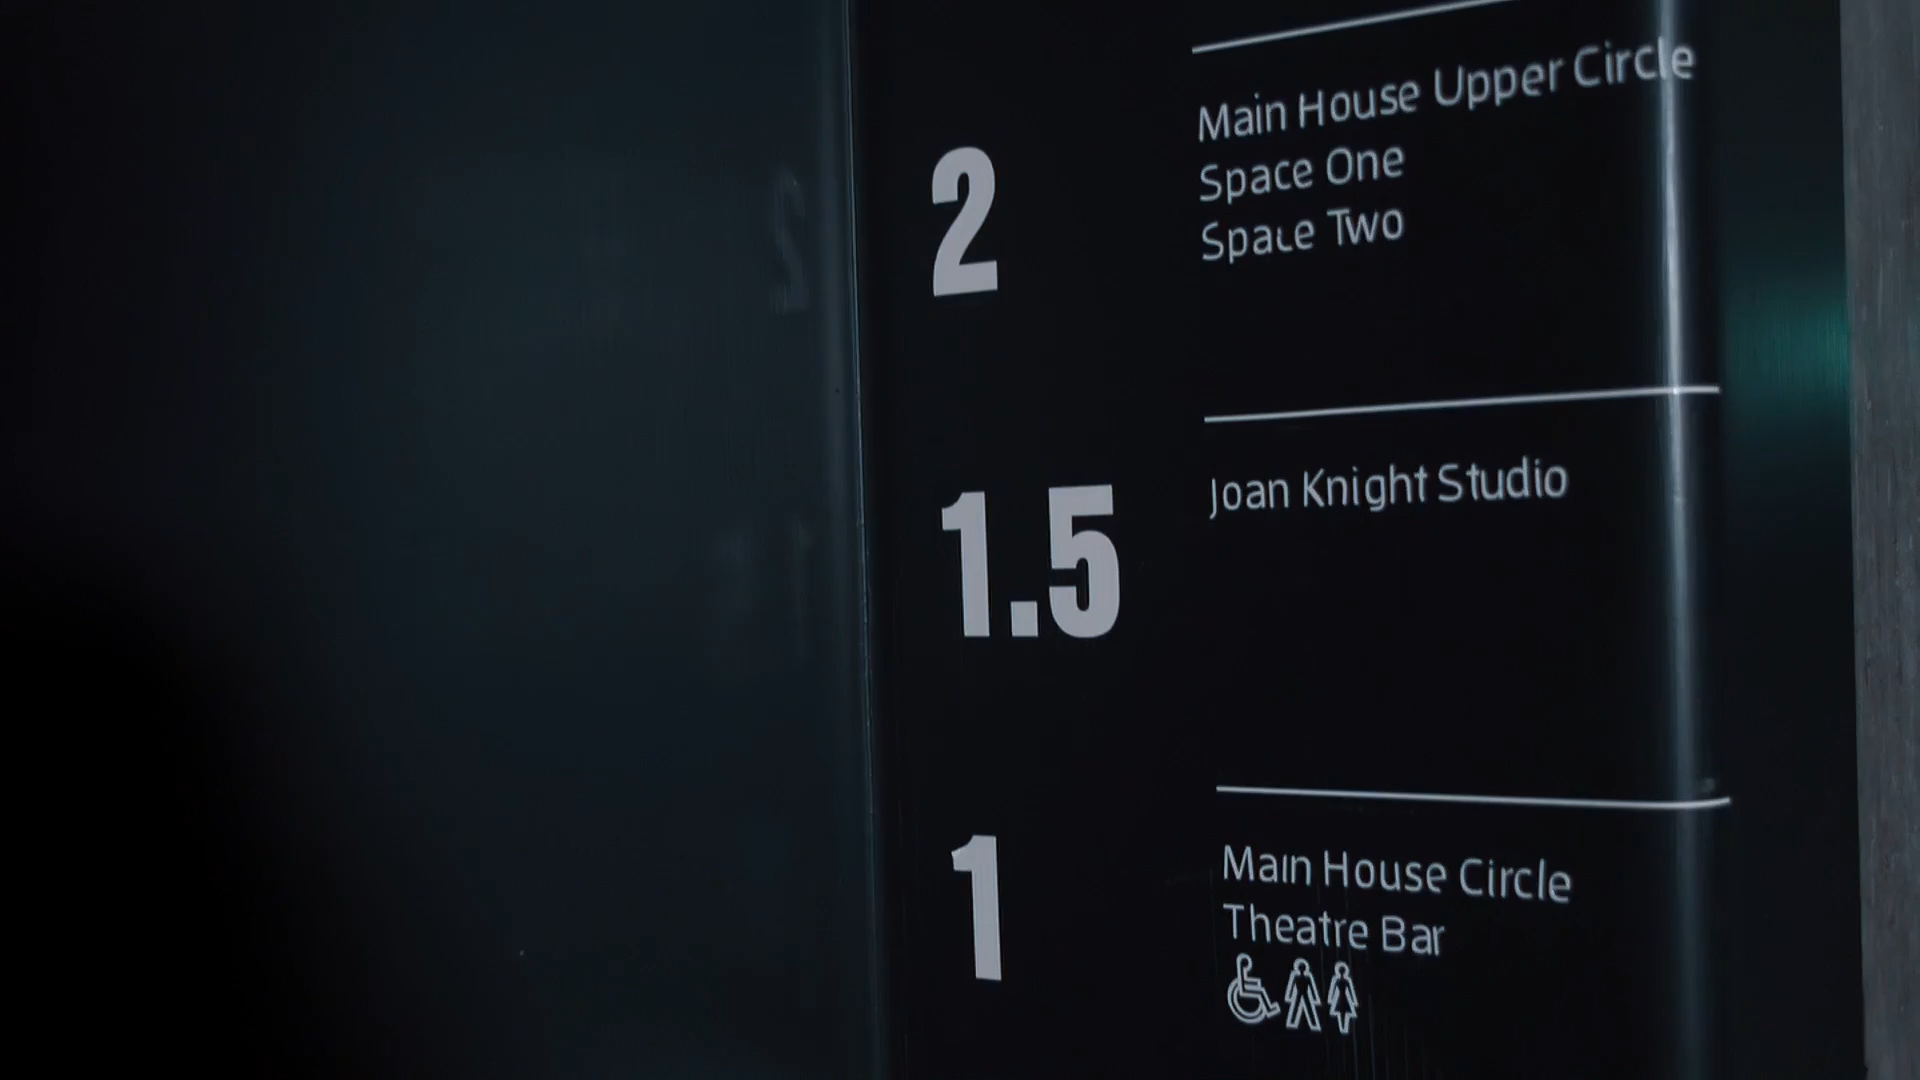 2
Main House Upper Circle
Space One
Space Two
1.5
Joan Knight Studio
1
Main House Circle
Theatre Bar